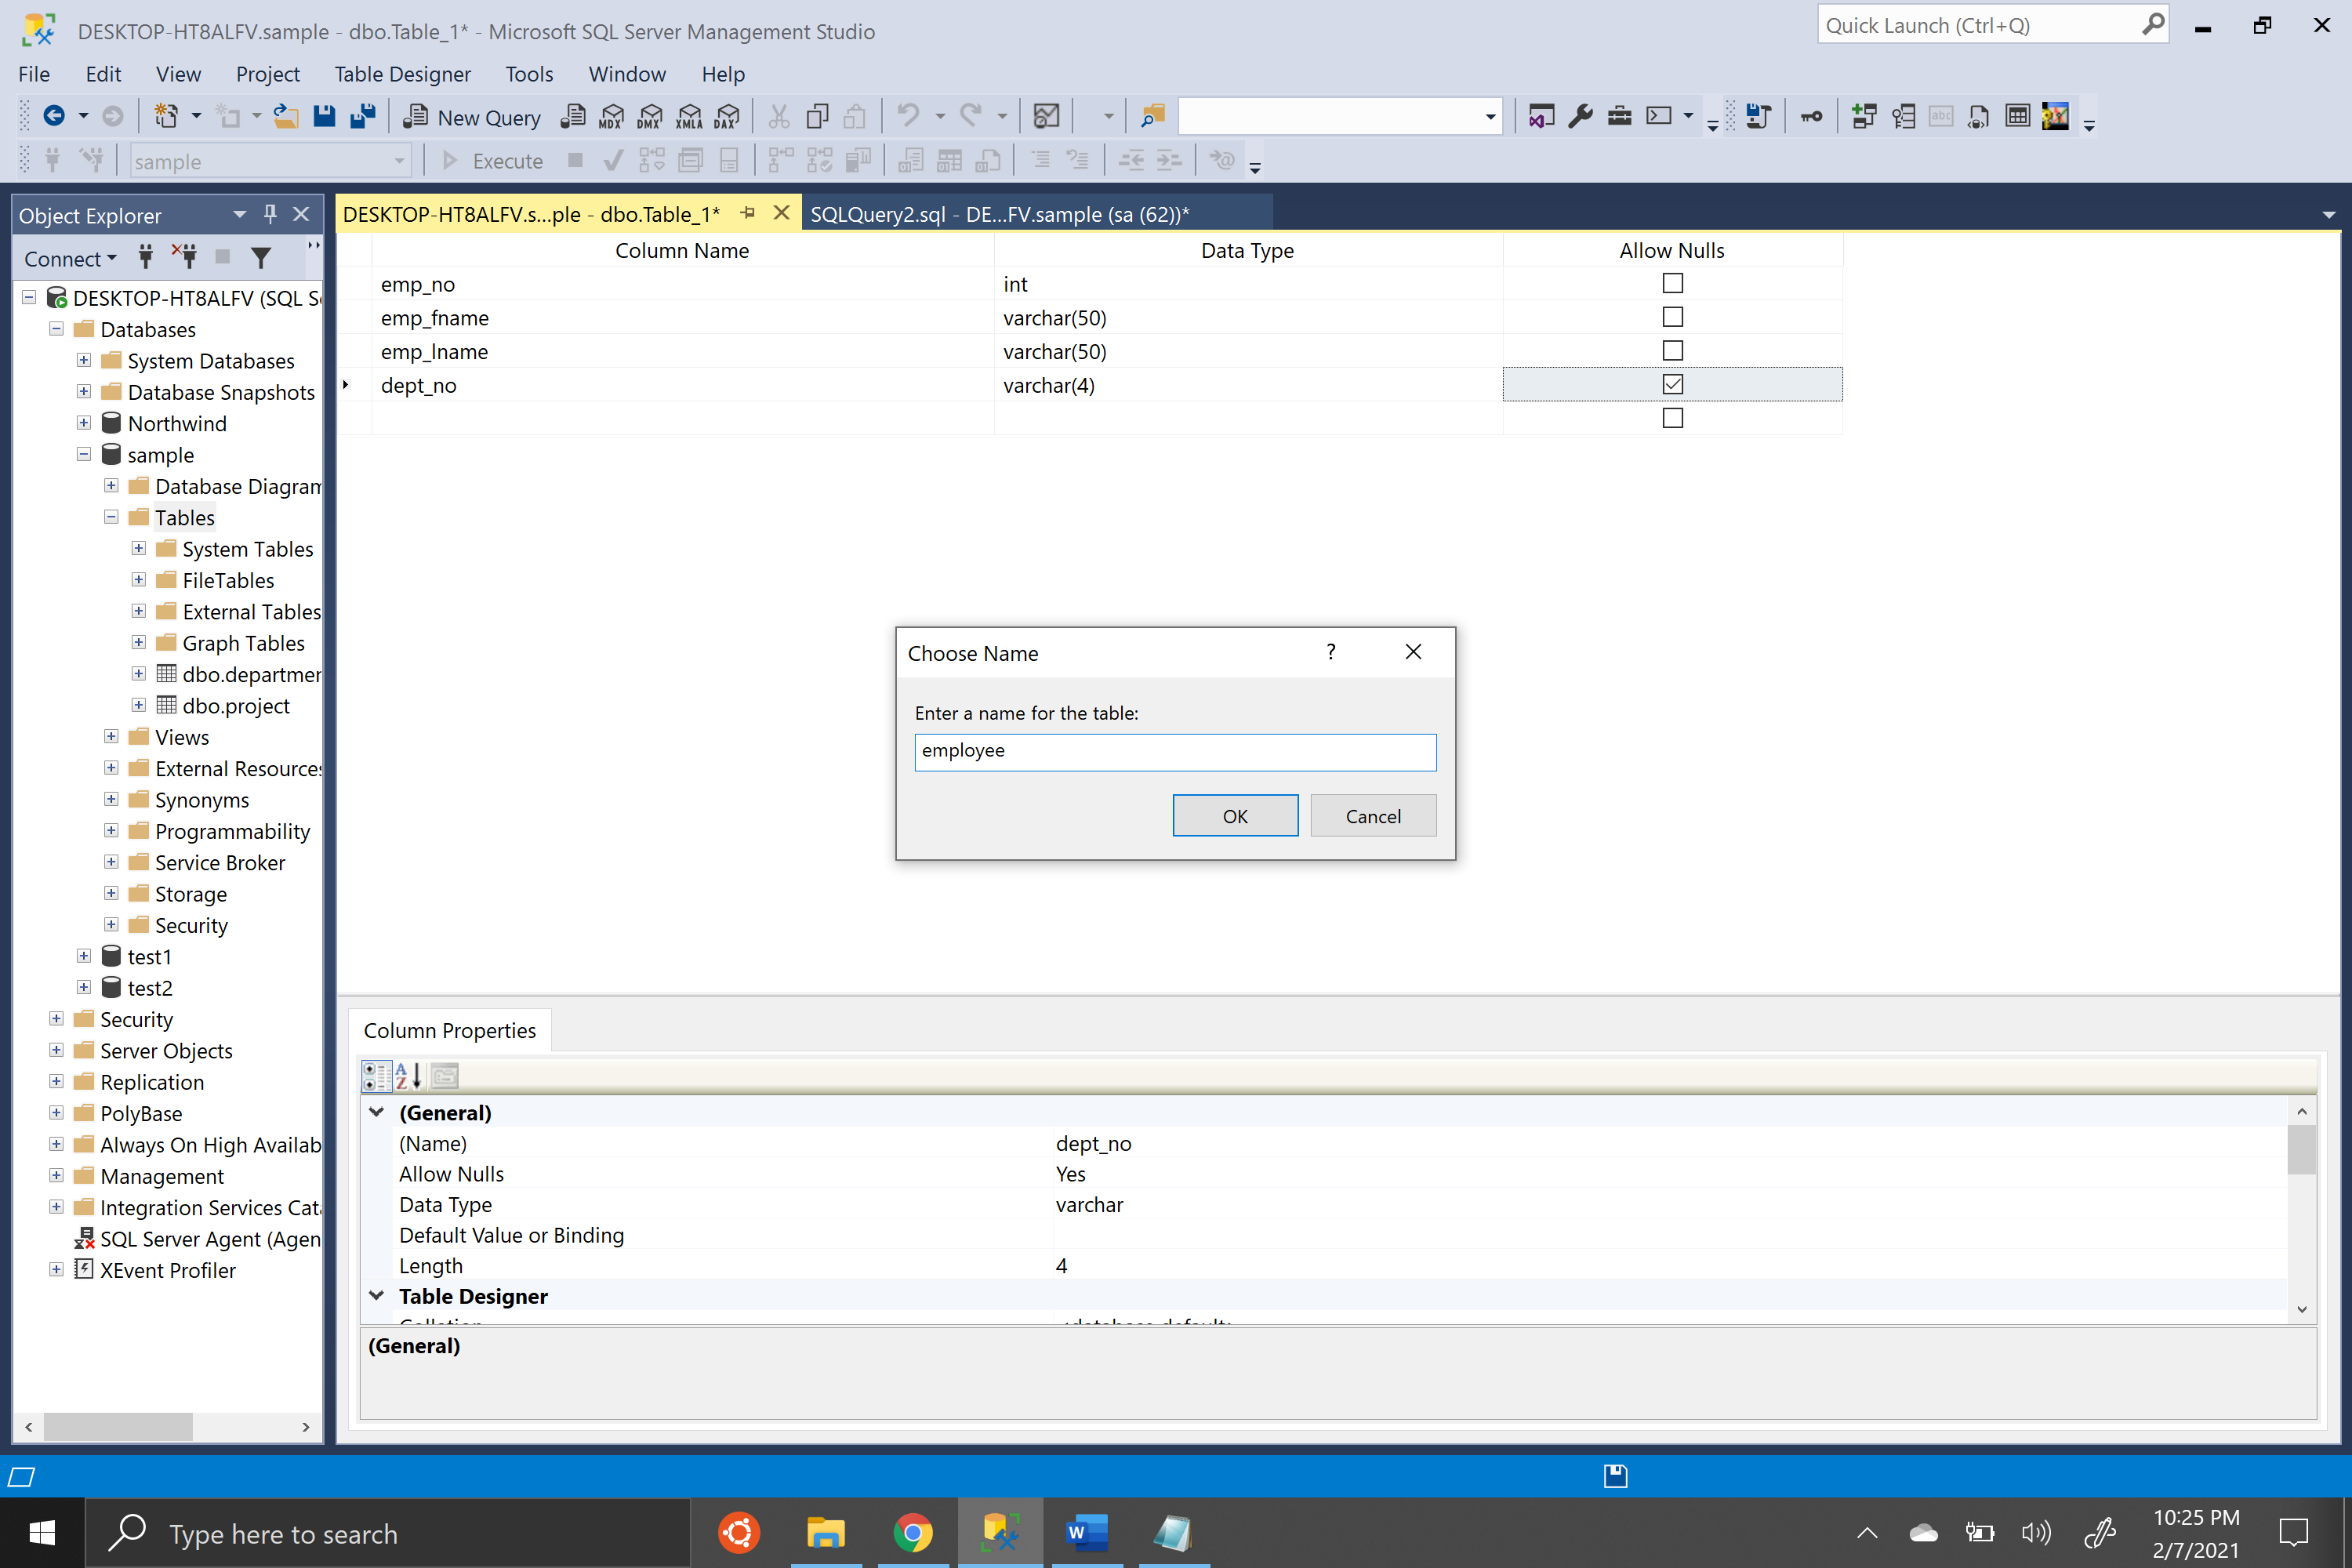 DESKTOP-HT8ALFV.sample - dbo.Table_1* - Microsoft SQL Server Management Studio
Quick Launch (Ctrl+Q)
File Edit View Project Table Designer Tools Window Help
New Query MDX DMX XMLA DAX
sample Execute
Object Explorer
Connect
DESKTOP-HT8ALFV (SQL S
Databases
System Databases
Database Snapshots
Northwind
sample
Database Diagram
Tables
System Tables
FileTables
External Tables
Graph Tables
dbo.departmen
dbo.project
Views
External Resources
Synonyms
Programmability
Service Broker
Storage
Security
test1
test2
Security
Server Objects
Replication
PolyBase
Always On High Availab
Management
Integration Services Cata
SQL Server Agent (Agen
XEvent Profiler
DESKTOP-HT8ALFV.s...ple - dbo.Table_1*
SQLQuery2.sql - DE...FV.sample (sa (62))*
Column Name Data Type Allow Nulls
emp_no int
emp_fname varchar(50)
emp_lname varchar(50)
dept_no varchar(4)
Choose Name ?
Enter a name for the table:
employee
OK Cancel
Column Properties
(General)
(Name) dept_no
Allow Nulls Yes
Data Type varchar
Default Value or Binding
Length 4
Table Designer
(General)
Type here to search
10:25 PM
2/7/2021